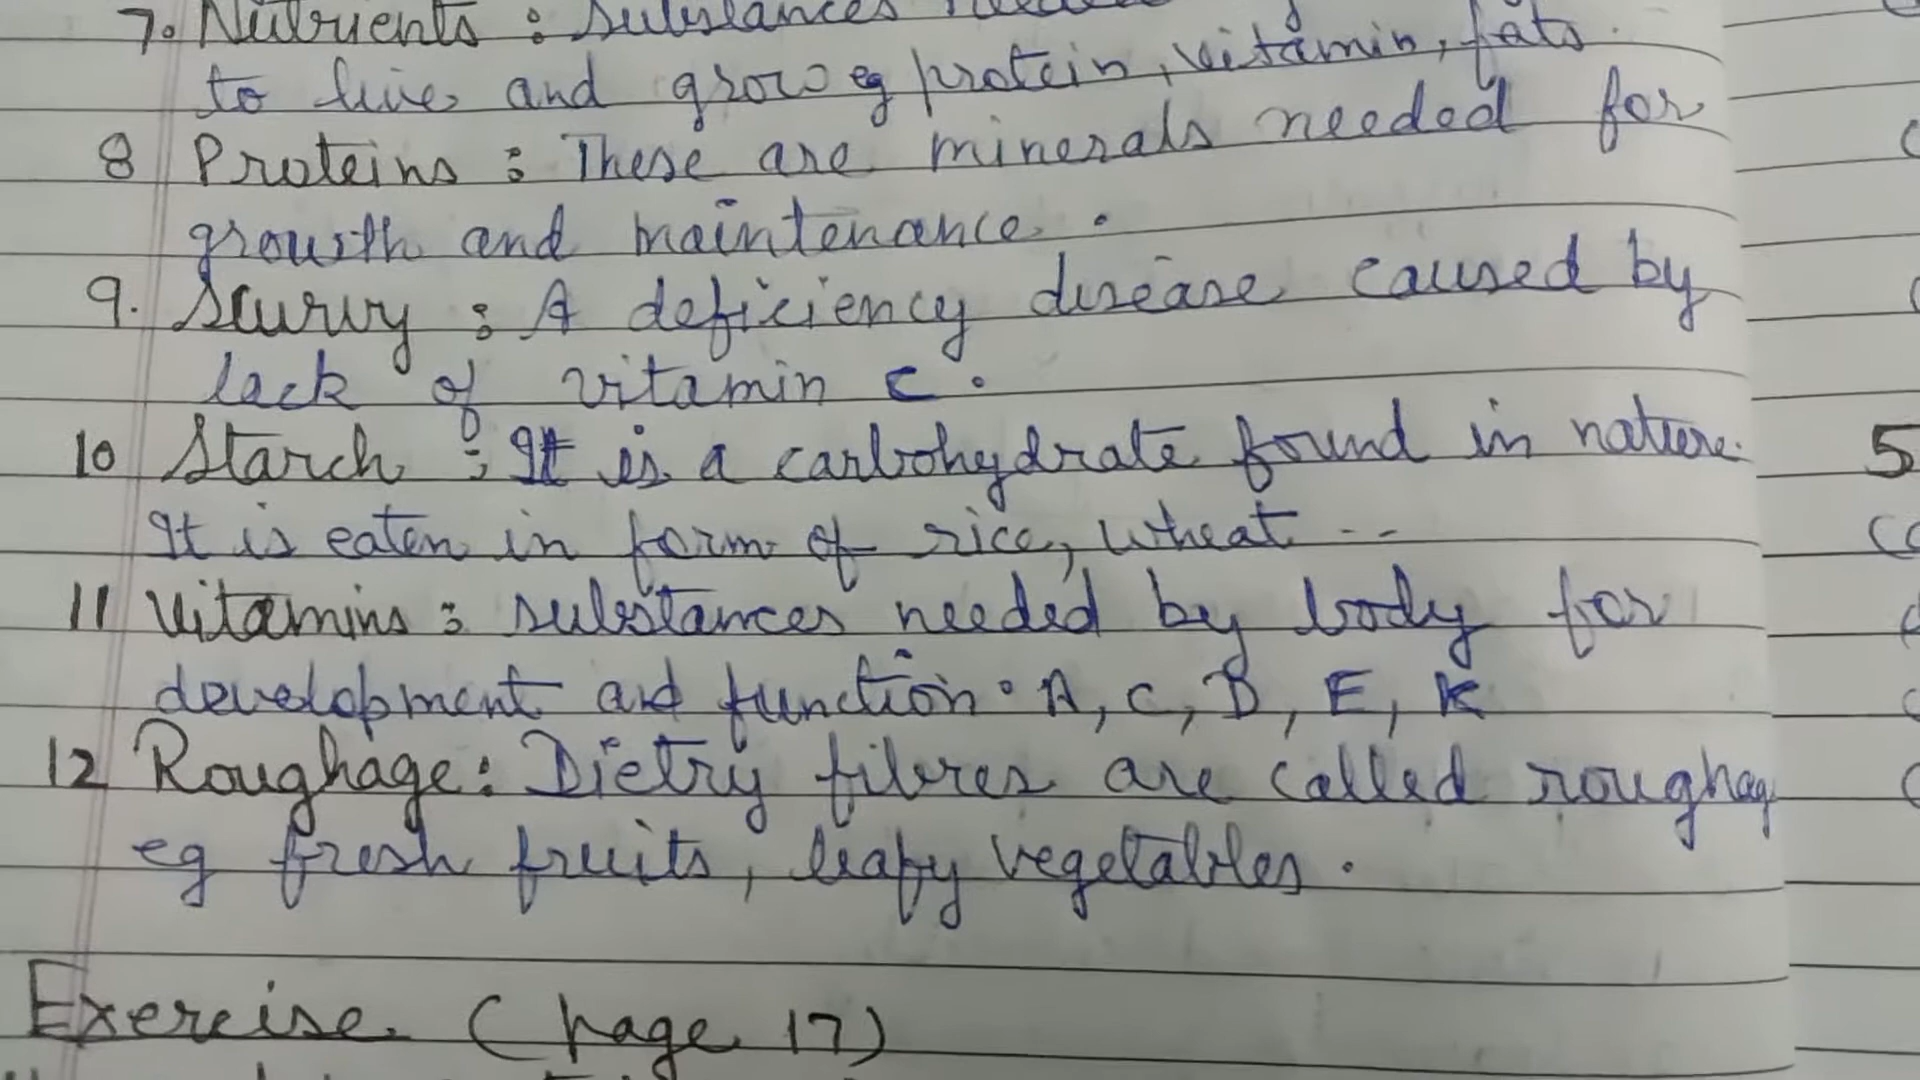 7. Nutrients : Substances needed
to live and grow eg protein, vitamin, fats.
8 Proteins : These are minerals needed for
growth and maintenance.
9. Scurvy : A deficiency disease caused by
lack of vitamin C.
10 Starch : It is a carbohydrate found in nature.
It is eaten in form of rice, wheat --
11 Vitamins : substances needed by body for
development and function. A, C, B, E, K
12 Roughage : Dietry fibres are called roughag
eg fresh fruits, leafy vegetables.
Exercise (Page 17)
5